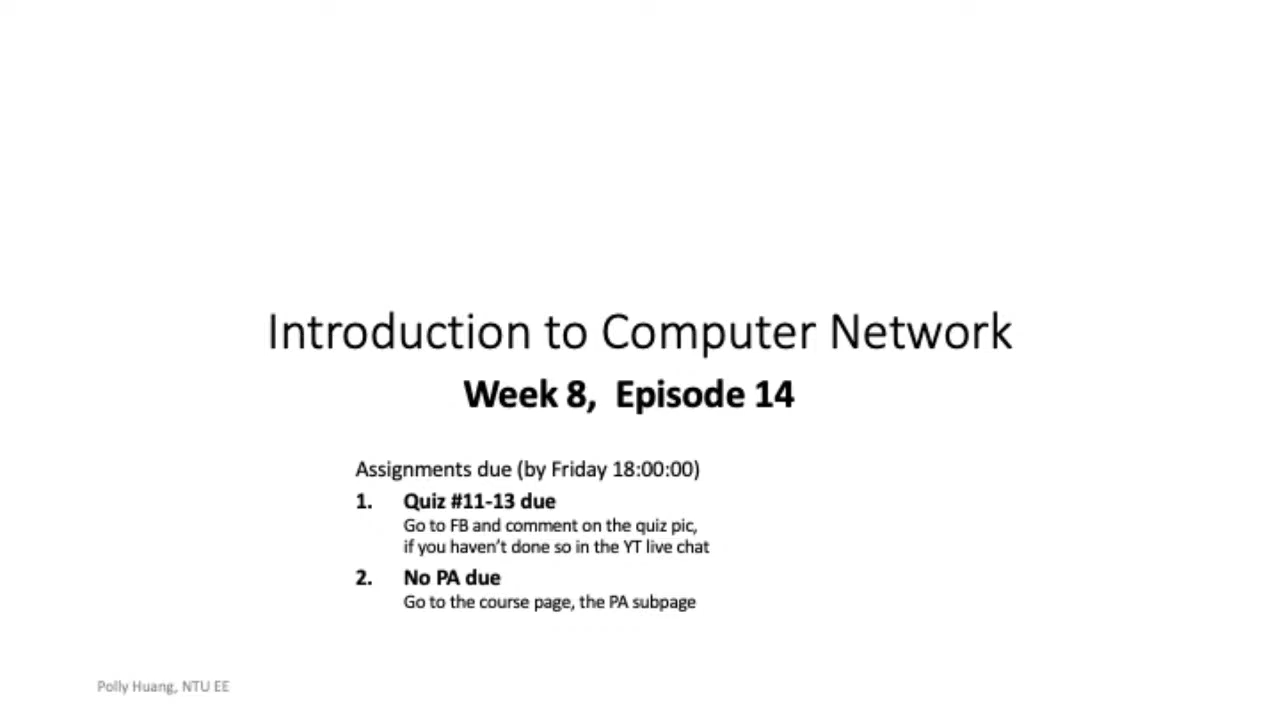 Introduction to Computer Network
Week 8, Episode 14
Assignments due (by Friday 18:00:00)
1. Quiz #11-13 due
Go to FB and comment on the quiz pic,
if you haven't done so in the YT live chat
2. No PA due
Go to the course page, the PA subpage
Polly Huang, NTU EE